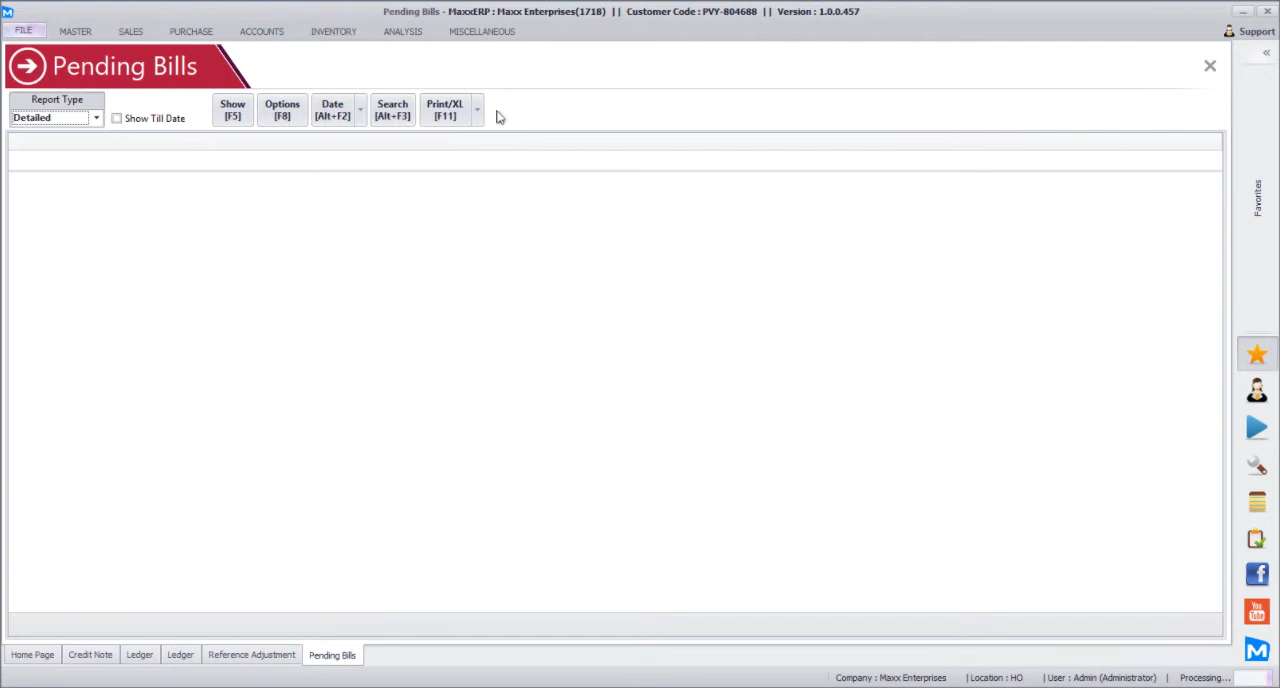 Pending Bills - MaxxERP : Maxx Enterprises(1718) || Customer Code : PVY-804688 || Version : 1.0.0.457
FILE MASTER SALES PURCHASE ACCOUNTS INVENTORY ANALYSIS MISCELLANEOUS Support
Pending Bills
Report Type
Detailed
Show Till Date
Show
[F5]
Options
[F8]
Date
[Alt+F2]
Search
[Alt+F3]
Print/XL
[F11]
Favorites
You
Tube
Home Page Credit Note Ledger Ledger Reference Adjustment Pending Bills
Company : Maxx Enterprises | Location : HO | User : Admin (Administrator) | Processing...